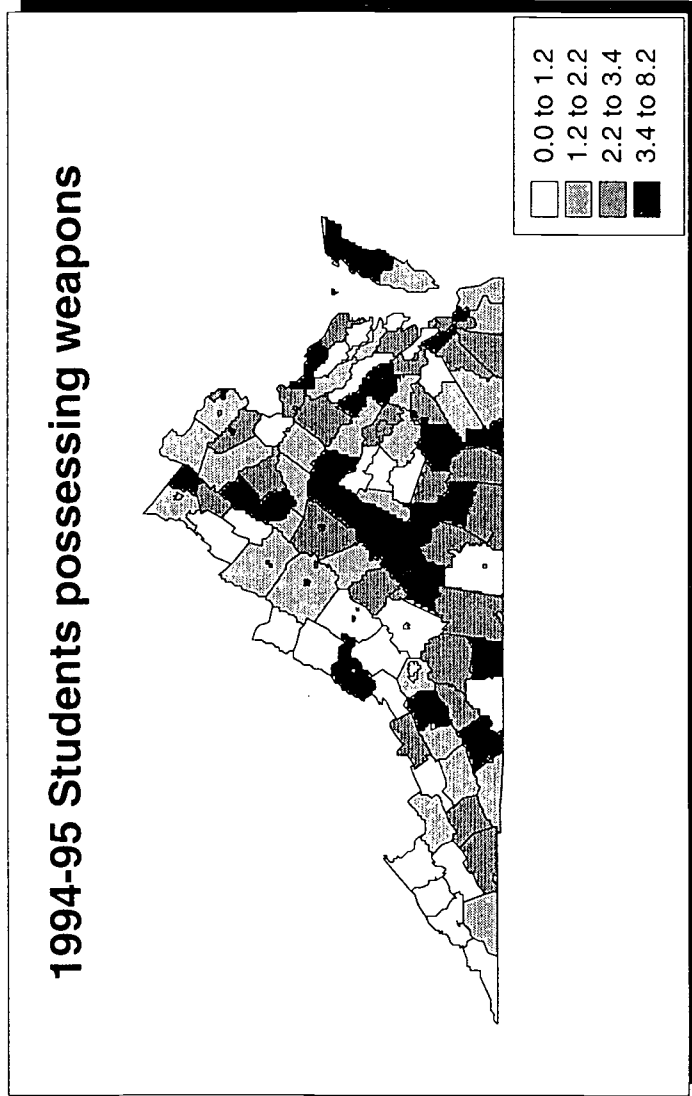 1994-95 Students possessing weapons
0.0 to 1.2
1.2 to 2.2
2.2 to 3.4
3.4 to 8.2